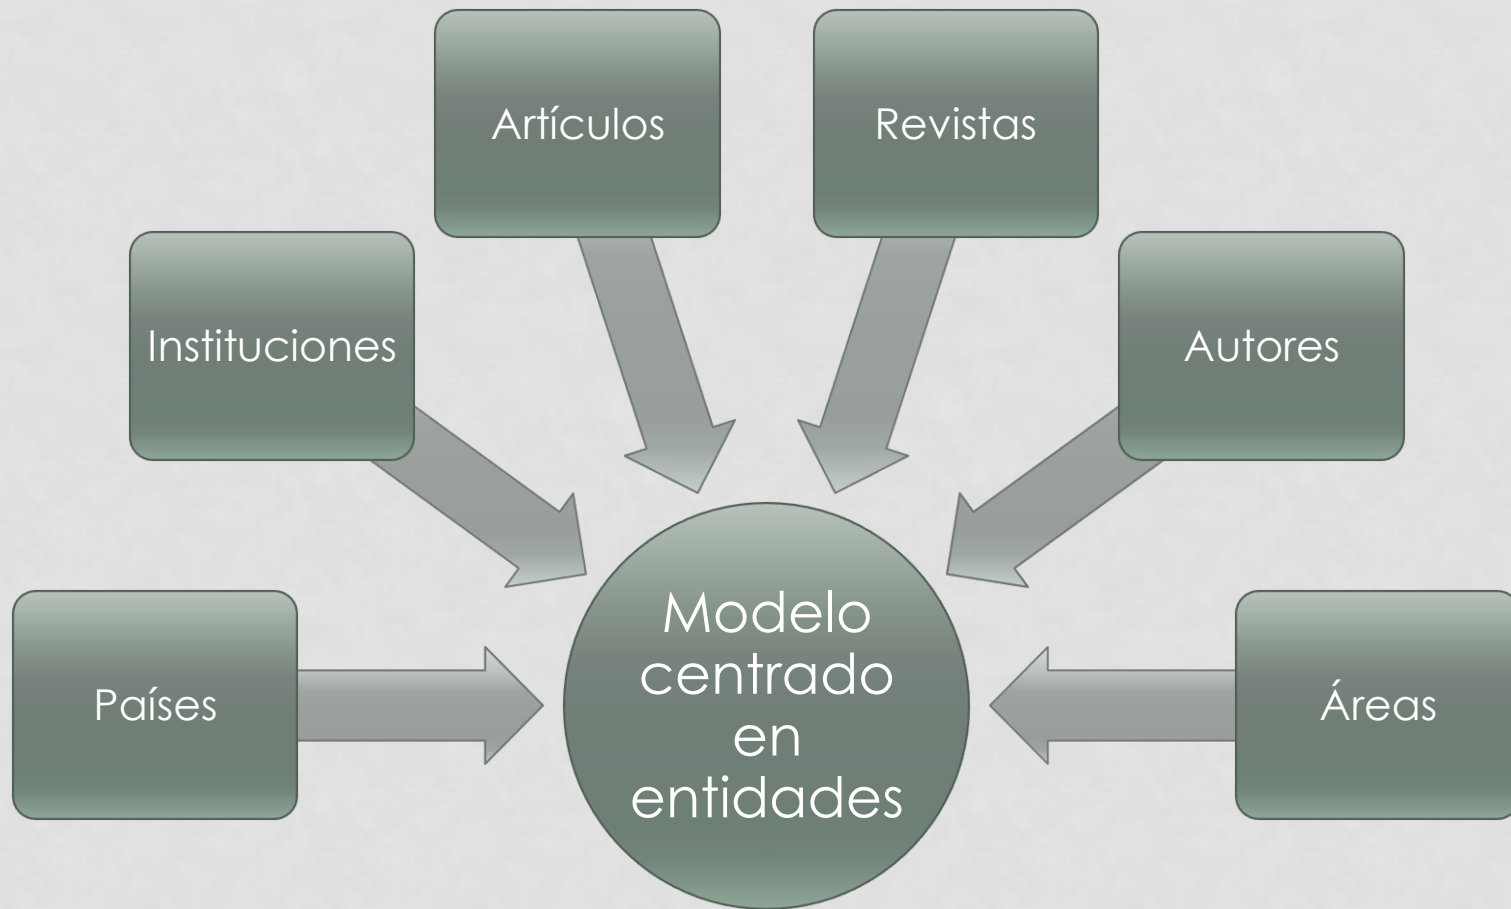 Artículos
Revistas
Instituciones
Autores
Países
Modelo
centrado
en
entidades
Áreas